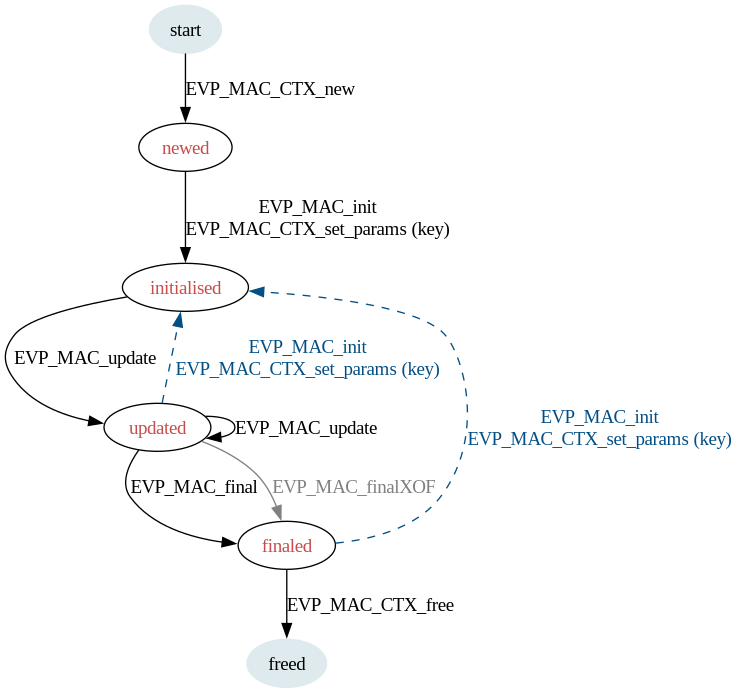 start
EVP_MAC_CTX_new
newed
EVP_MAC_init
EVP_MAC_CTX_set_params (key)
initialised
EVP_MAC_update
EVP_MAC_init
EVP_MAC_CTX_set_params (key)
EVP_MAC_init
EVP_MAC_CTX_set_params (key)
updated
EVP_MAC_update
EVP_MAC_final
EVP_MAC_finalXOF
finaled
EVP_MAC_CTX_free
freed